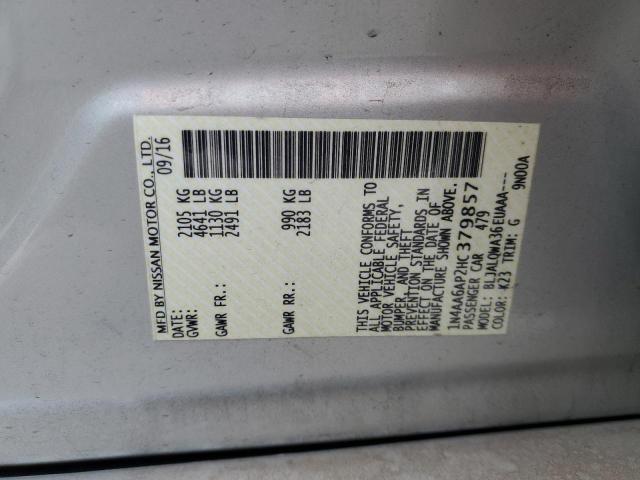 MFD BY NISSAN MOTOR CO., LTD.
DATE: 09/16
GVWR: 2105 KG
4641 LB
GAWR FR.: 1130 KG
2491 LB
GAWR RR.: 990 KG
2183 LB
THIS VEHICLE CONFORMS TO
ALL APPLICABLE FEDERAL
MOTOR VEHICLE SAFETY,
BUMPER, AND THEFT
PREVENTION STANDARDS IN
EFFECT ON THE DATE OF
MANUFACTURE SHOWN ABOVE.
1N4AA6AP2HC379857
PASSENGER CAR 479
MODEL: BLJALQWA36EUAAA---
COLOR: K23 TRIM: G 9N00A